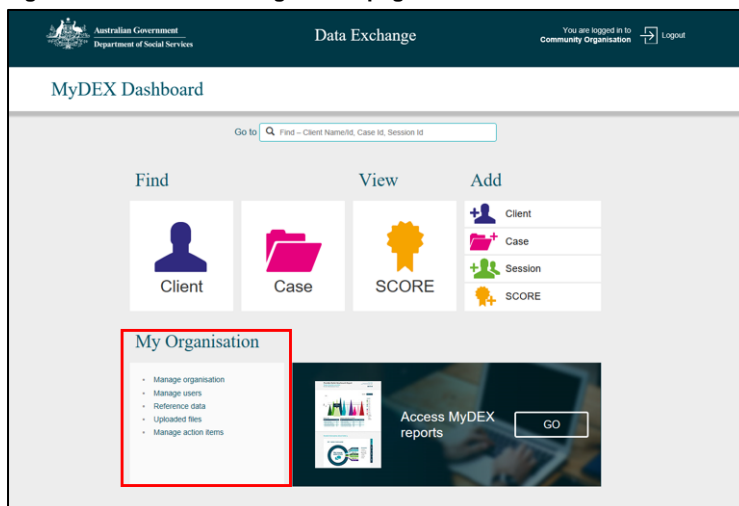 Australian Government
Department of Social Services
Data Exchange
You are logged in to
Community Organisation
Logout
MyDEX Dashboard
Go to
Find – Client Name/Id, Case Id, Session Id
Find
View
Add
Client
Case
SCORE
Client
Case
Session
SCORE
My Organisation
Manage organisation
Manage users
Reference data
Uploaded files
Manage action items
Access MyDEX
reports
GO